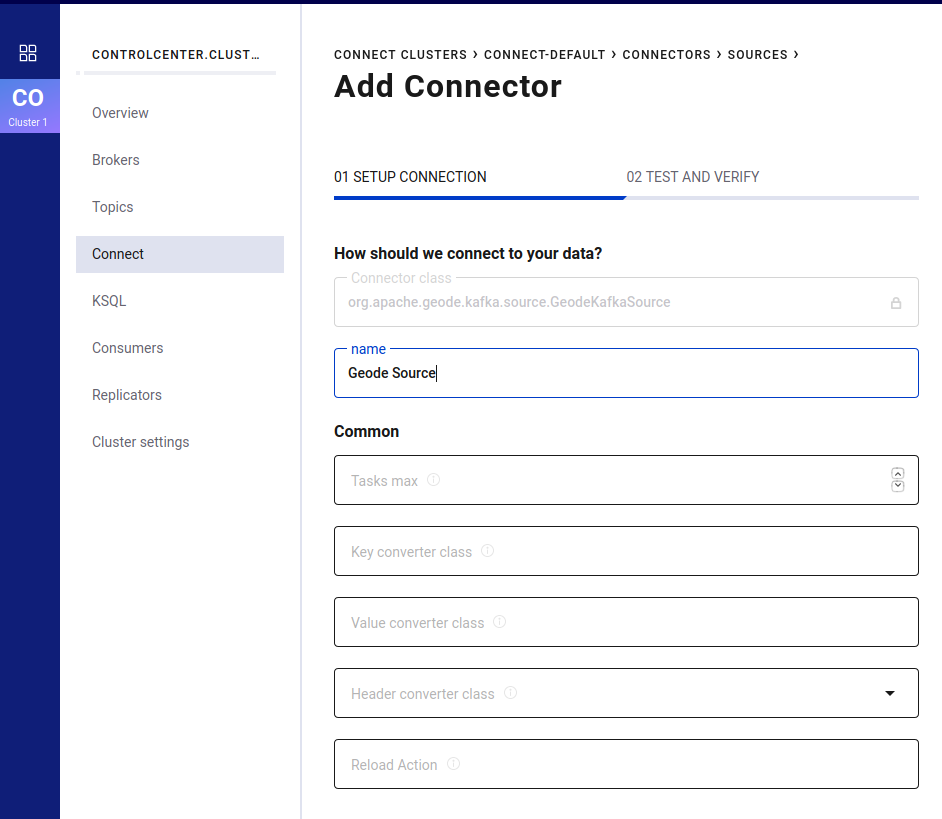 CO
Cluster 1
CONTROLCENTER.CLUST…
Overview
Brokers
Topics
Connect
KSQL
Consumers
Replicators
Cluster settings
CONNECT CLUSTERS › CONNECT-DEFAULT › CONNECTORS › SOURCES ›
Add Connector
01 SETUP CONNECTION 02 TEST AND VERIFY
How should we connect to your data?
Connector class
org.apache.geode.kafka.source.GeodeKafkaSource
name
Geode Source
Common
Tasks max
Key converter class
Value converter class
Header converter class
Reload Action